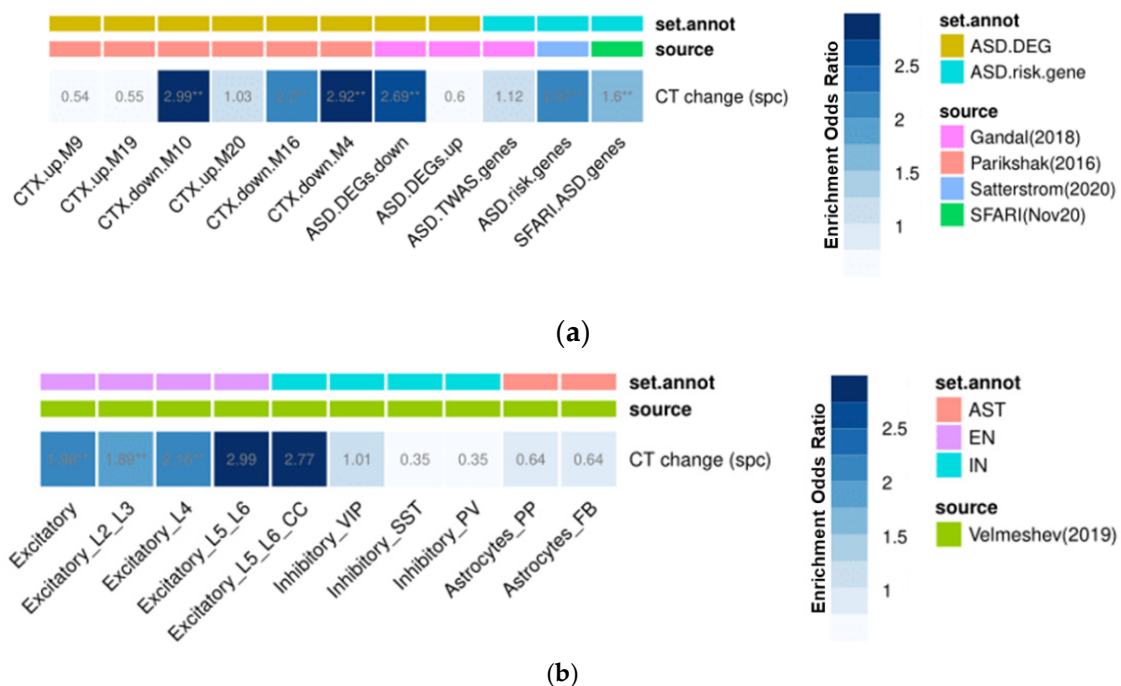 set.annot
source
0.54 0.55 2.99** 1.03 2.92** 2.69** 0.6 1.12 1.6**
CT change (spc)
CTX.up.M9
CTX.up.M19
CTX.down.M10
CTX.up.M20
CTX.down.M16
CTX.down.M4
ASD.DEGs.down
ASD.DEGs.up
ASD.TWAS.genes
ASD.risk.genes
SFARI.ASD.genes
Enrichment Odds Ratio
2.5
2
1.5
1
set.annot
ASD.DEG
ASD.risk.gene
source
Gandal(2018)
Parikshak(2016)
Satterstrom(2020)
SFARI(Nov20)
(a)
set.annot
source
1.98** 1.89** 2.16** 2.99 2.77 1.01 0.35 0.35 0.64 0.64
CT change (spc)
Excitatory
Excitatory_L2_L3
Excitatory_L4
Excitatory_L5_L6
Excitatory_L5_L6_CC
Inhibitory_VIP
Inhibitory_SST
Inhibitory_PV
Astrocytes_PP
Astrocytes_FB
Enrichment Odds Ratio
2.5
2
1.5
1
set.annot
AST
EN
IN
source
Velmeshev(2019)
(b)